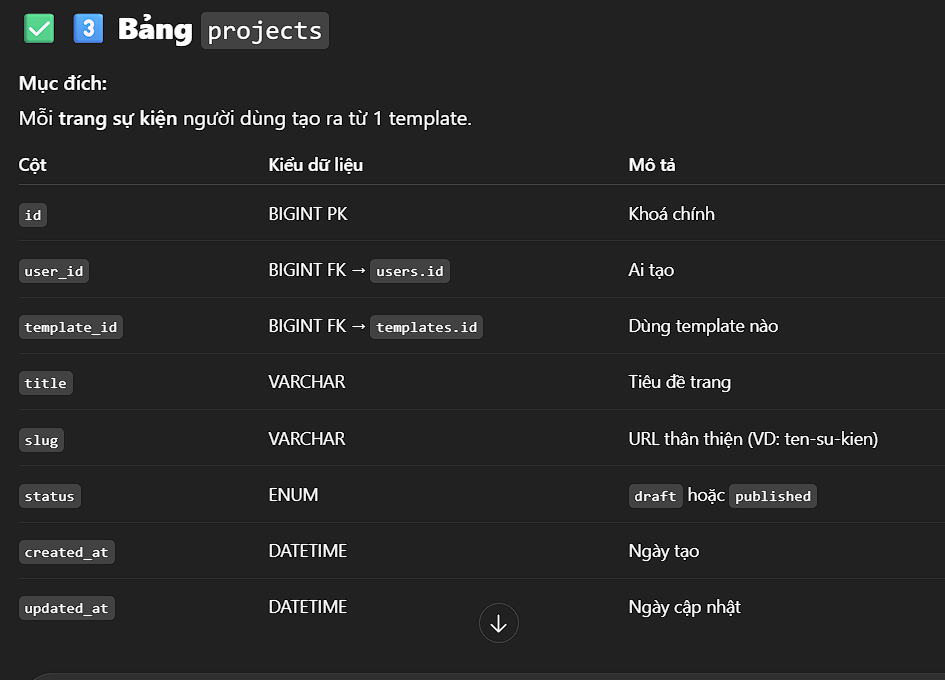 ✅ 3️⃣ Bảng projects
Mục đích:
Mỗi trang sự kiện người dùng tạo ra từ 1 template.
Cột Kiểu dữ liệu Mô tả
id BIGINT PK Khoá chính
user_id BIGINT FK → users.id Ai tạo
template_id BIGINT FK → templates.id Dùng template nào
title VARCHAR Tiêu đề trang
slug VARCHAR URL thân thiện (VD: ten-su-kien)
status ENUM draft hoặc published
created_at DATETIME Ngày tạo
updated_at DATETIME Ngày cập nhật